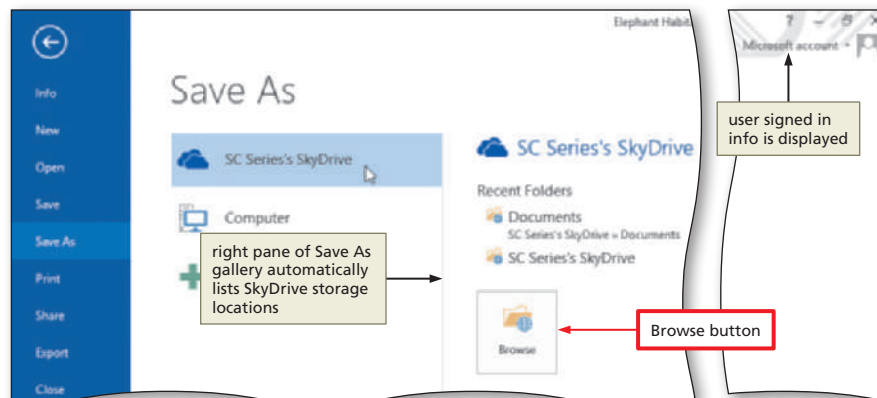 Elephant Habit
?
Microsoft account
Info
New
Open
Save
Save As
Print
Share
Export
Close
Save As
SC Series's SkyDrive
Computer
right pane of Save As
gallery automatically
lists SkyDrive storage
locations
SC Series's SkyDrive
Recent Folders
Documents
SC Series's SkyDrive » Documents
SC Series's SkyDrive
Browse
Browse button
user signed in
info is displayed